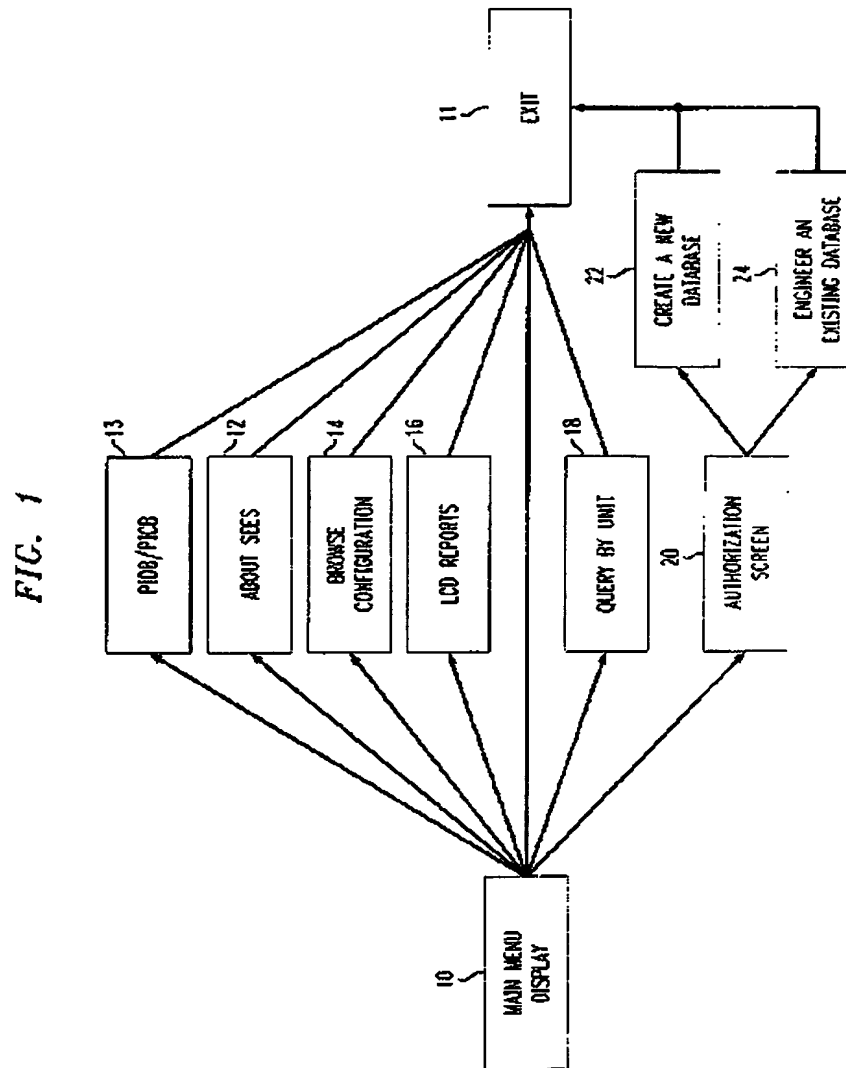 FIG. 1
13
PIDB/PICB
12
ABOUT SDES
14
BROWSE
CONFIGURATION
16
LCD REPORTS
11
EXIT
18
QUERY BY UNIT
10
MAIN MENU
DISPLAY
20
AUTHORIZATION
SCREEN
22
CREATE A NEW
DATABASE
24
ENGINEER AN
EXISTING DATABASE